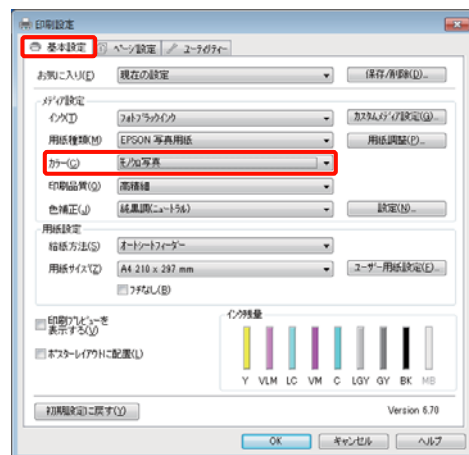 印刷設定
基本設定 ページ設定 ユーティリティー
お気に入り(F) 現在の設定 保存/削除(D)...
メディア設定
インク(I) フォトブラックインク カスタムメディア設定(G)...
用紙種類(M) EPSON 写真用紙 用紙調整(P)...
カラー(C) モノクロ写真
印刷品質(Q) 高精細
色補正(J) 純黒調(ニュートラル) 設定(N)...
用紙設定
給紙方法(S) オートシートフィーダー
用紙サイズ(Z) A4 210 x 297 mm ユーザー用紙設定(E)...
フチなし(B)
印刷プレビューを
表示する(V)
ポスターレイアウトに配置(L)
インク残量
Y VLM LC VM C LGY GY BK MB
初期設定に戻す(Y) Version 6.70
OK キャンセル ヘルプ